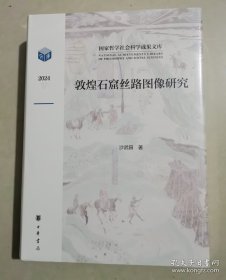 国家哲学社会科学成果文库
NATIONAL ACHIEVEMENTS LIBRARY
OF PHILOSOPHY AND SOCIAL SCIENCES
2024
敦煌石窟丝路图像研究
沙武田 著
中华书局